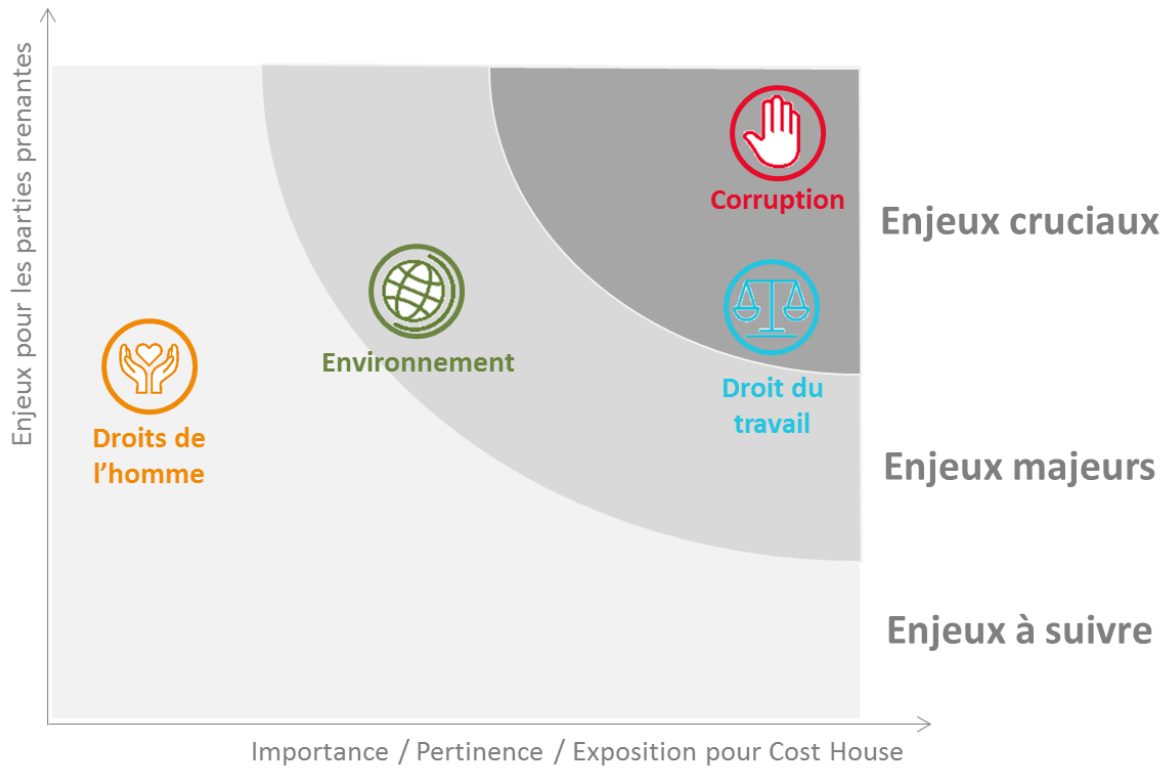 Enjeux pour les parties prenantes
Corruption
Enjeux cruciaux
Environnement
Droit du
travail
Droits de
l’homme
Enjeux majeurs
Enjeux à suivre
Importance / Pertinence / Exposition pour Cost House